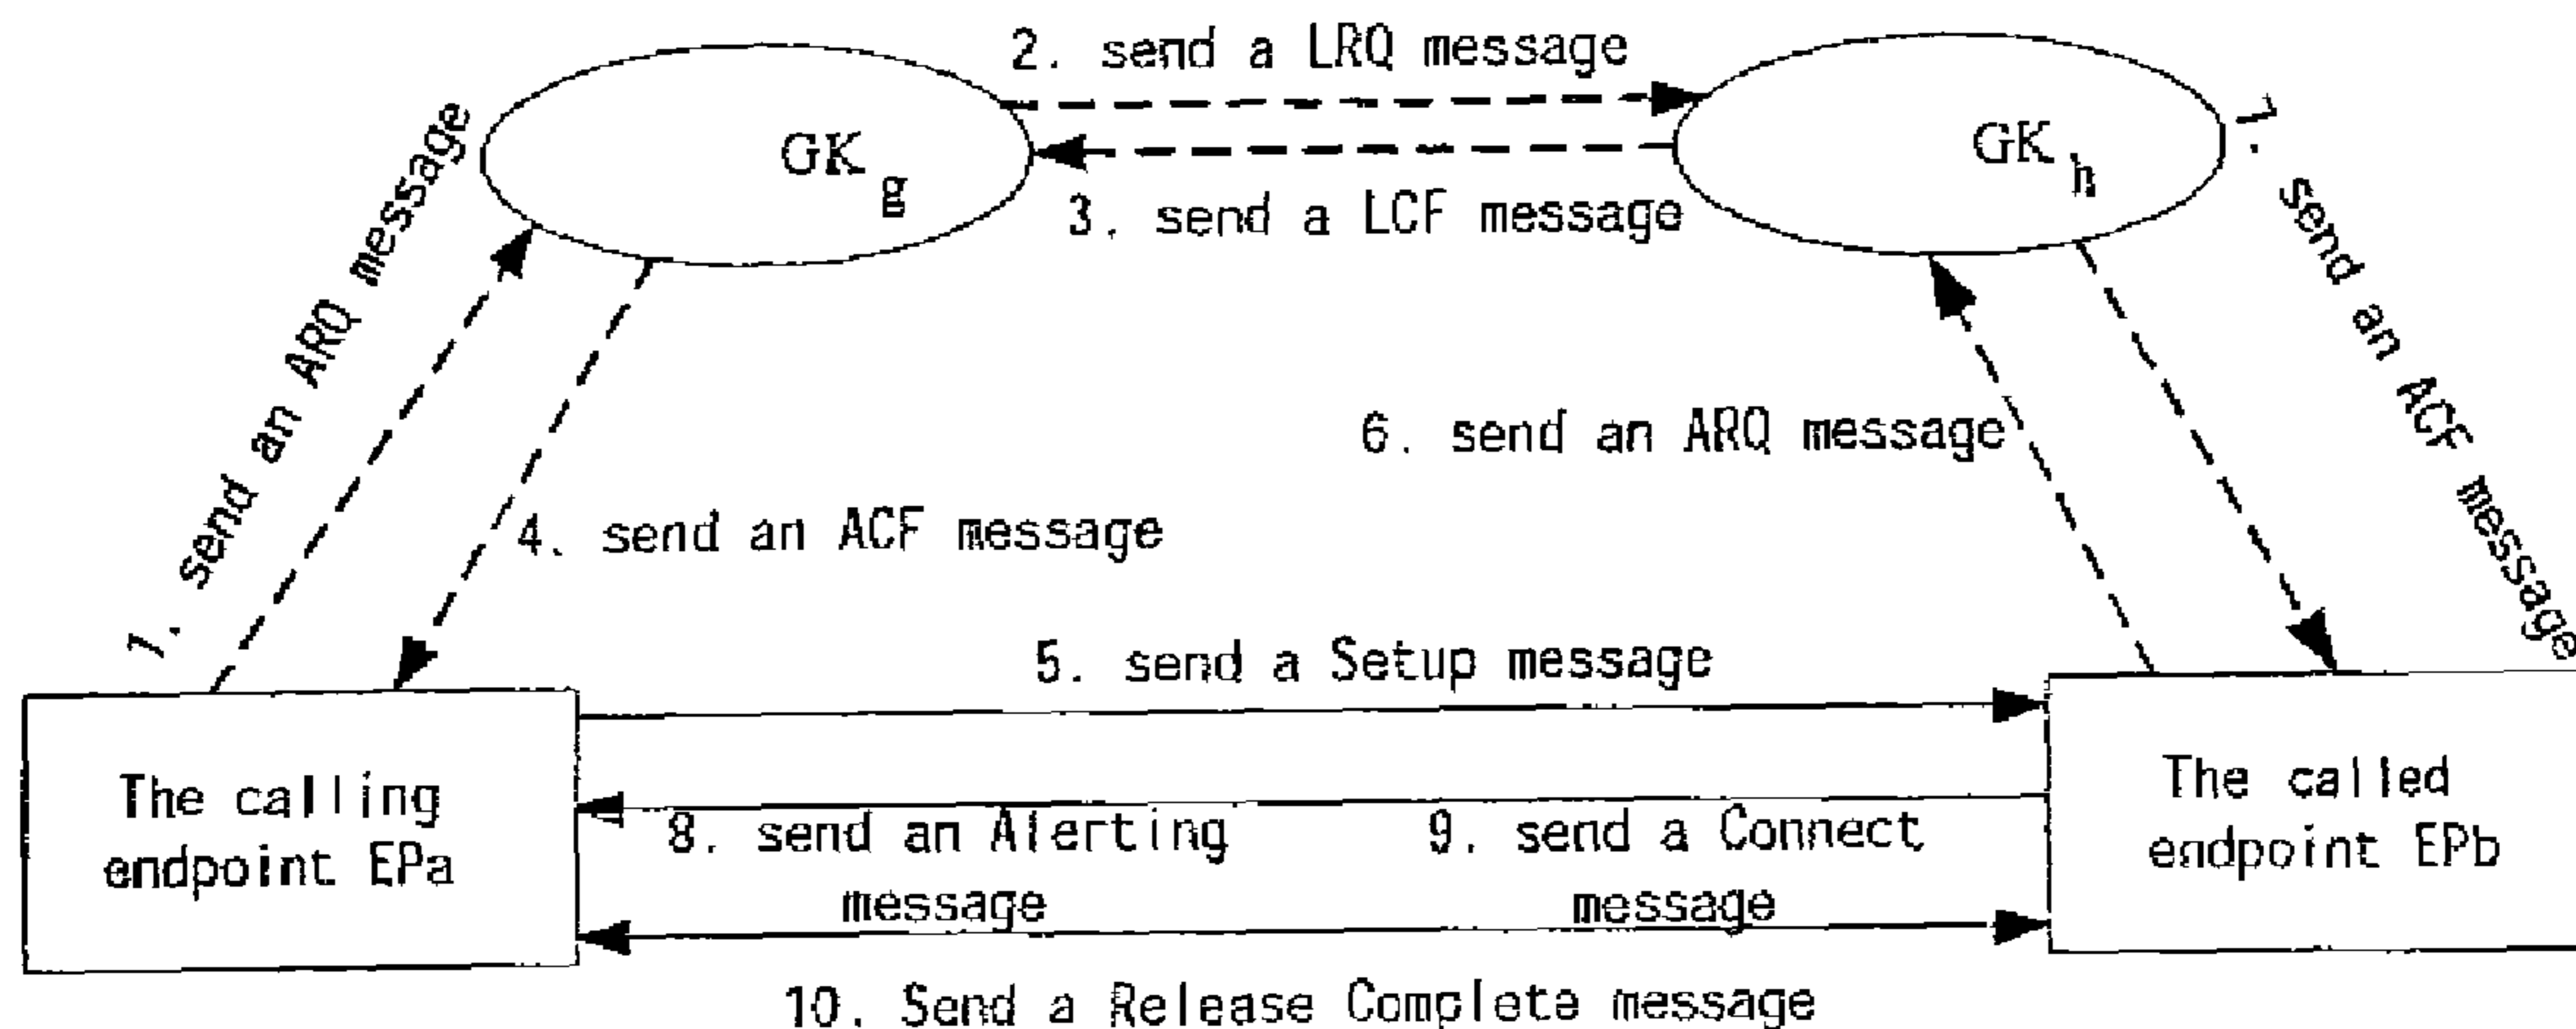 2. send a LRQ message
GK g
GK h
3. send a LCF message
1. send an ARQ message
7. send an ACF message
6. send an ARQ message
4. send an ACF message
5. send a Setup message
The calling
endpoint EPa
The called
endpoint EPb
8. send an Alerting
message
9. send a Connect
message
10. Send a Release Complete message